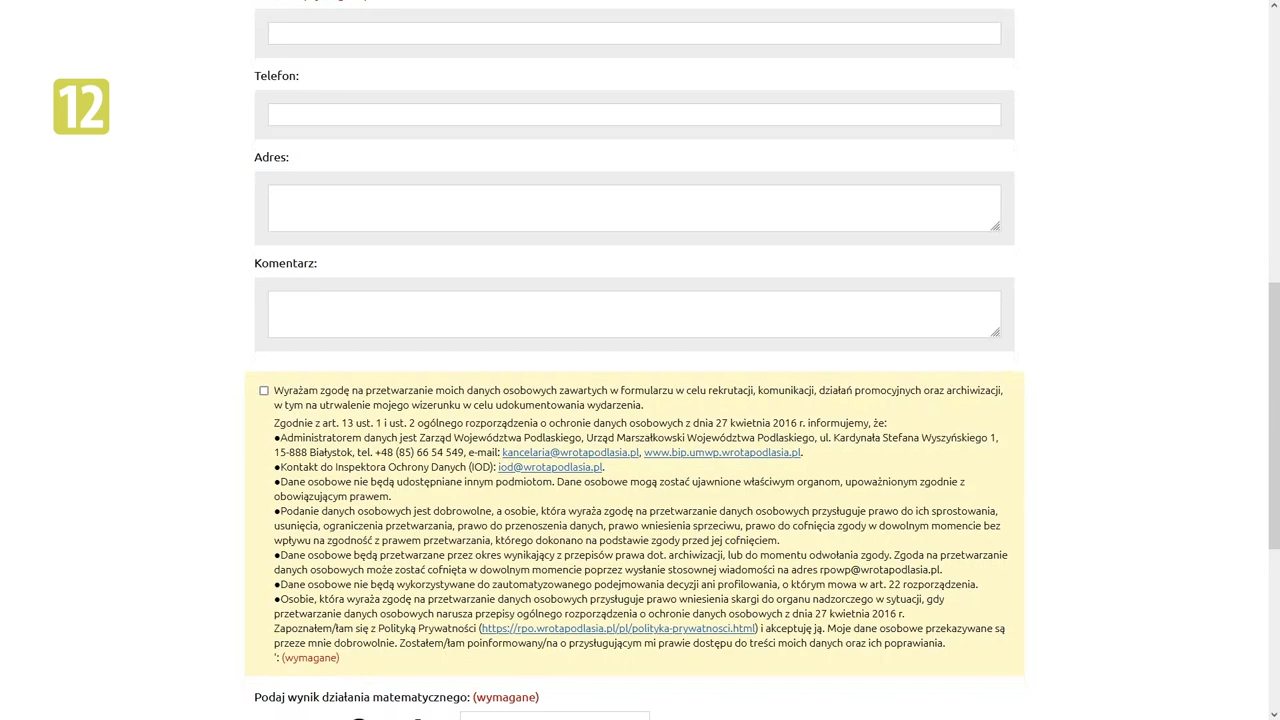 12
Telefon:
Adres:
Komentarz:
Wyrażam zgodę na przetwarzanie moich danych osobowych zawartych w formularzu w celu rekrutacji, komunikacji, działań promocyjnych oraz archiwizacji,
w tym na utrwalenie mojego wizerunku w celu udokumentowania wydarzenia.
Zgodnie z art. 13 ust. 1 i ust. 2 ogólnego rozporządzenia o ochronie danych osobowych z dnia 27 kwietnia 2016 r. informujemy, że:
●Administratorem danych jest Zarząd Województwa Podlaskiego, Urząd Marszałkowski Województwa Podlaskiego, ul. Kardynała Stefana Wyszyńskiego 1,
15-888 Białystok, tel. +48 (85) 66 54 549, e-mail: kancelaria@wrotapodlasia.pl, www.bip.umwp.wrotapodlasia.pl.
●Kontakt do Inspektora Ochrony Danych (IOD): iod@wrotapodlasia.pl.
●Dane osobowe nie będą udostępniane innym podmiotom. Dane osobowe mogą zostać ujawnione właściwym organom, upoważnionym zgodnie z
obowiązującym prawem.
●Podanie danych osobowych jest dobrowolne, a osobie, która wyraża zgodę na przetwarzanie danych osobowych przysługuje prawo do ich sprostowania,
usunięcia, ograniczenia przetwarzania, prawo do przenoszenia danych, prawo wniesienia sprzeciwu, prawo do cofnięcia zgody w dowolnym momencie bez
wpływu na zgodność z prawem przetwarzania, którego dokonano na podstawie zgody przed jej cofnięciem.
●Dane osobowe będą przetwarzane przez okres wynikający z przepisów prawa dot. archiwizacji, lub do momentu odwołania zgody. Zgoda na przetwarzanie
danych osobowych może zostać cofnięta w dowolnym momencie poprzez wysłanie stosownej wiadomości na adres rpowp@wrotapodlasia.pl.
●Dane osobowe nie będą wykorzystywane do zautomatyzowanego podejmowania decyzji ani profilowania, o którym mowa w art. 22 rozporządzenia.
●Osobie, która wyraża zgodę na przetwarzanie danych osobowych przysługuje prawo wniesienia skargi do organu nadzorczego w sytuacji, gdy
przetwarzanie danych osobowych narusza przepisy ogólnego rozporządzenia o ochronie danych osobowych z dnia 27 kwietnia 2016 r.
Zapoznałem/łam się z Polityką Prywatności (https://rpo.wrotapodlasia.pl/pl/polityka-prywatnosci.html) i akceptuję ją. Moje dane osobowe przekazywane są
przeze mnie dobrowolnie. Zostałem/łam poinformowany/na o przysługującym mi prawie dostępu do treści moich danych oraz ich poprawiania.
': (wymagane)
Podaj wynik działania matematycznego: (wymagane)